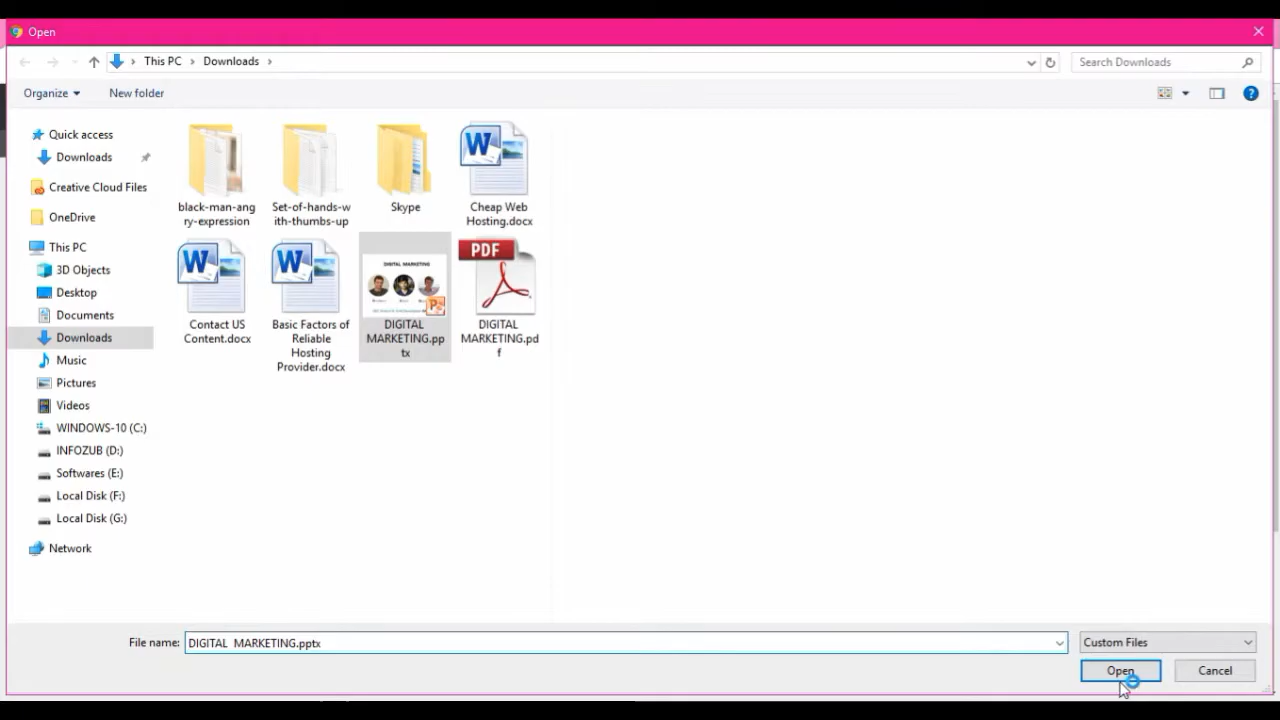 Open
This PC
Downloads
Search Downloads
Organize
New folder
Quick access
Downloads
Creative Cloud Files
OneDrive
This PC
3D Objects
Desktop
Documents
Downloads
Music
Pictures
Videos
WINDOWS-10 (C:)
INFOZUB (D:)
Softwares (E:)
Local Disk (F:)
Local Disk (G:)
Network
black-man-ang
ry-expression
Set-of-hands-w
ith-thumbs-up
Skype
Cheap Web
Hosting.docx
Contact US
Content.docx
Basic Factors of
Reliable
Hosting
Provider.docx
DIGITAL MARKETING
DIGITAL
MARKETING.pp
tx
PDF
DIGITAL
MARKETING.pd
f
File name:
DIGITAL  MARKETING.pptx
Custom Files
Open
Cancel